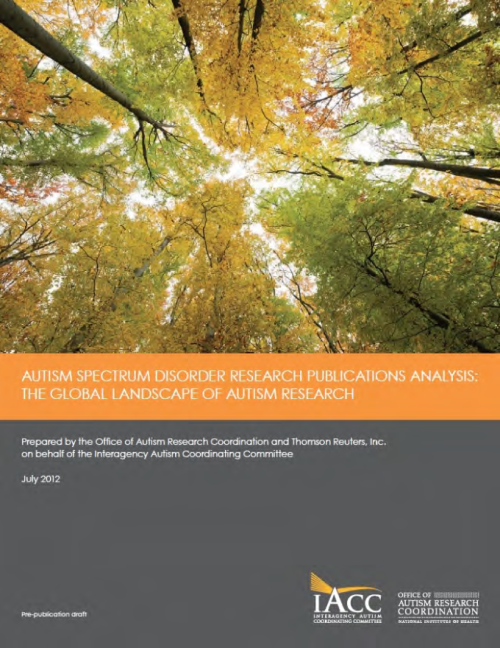 AUTISM SPECTRUM DISORDER RESEARCH PUBLICATIONS ANALYSIS:
THE GLOBAL LANDSCAPE OF AUTISM RESEARCH
Prepared by the Office of Autism Research Coordination and Thomson Reuters, Inc.
on behalf of the Interagency Autism Coordinating Committee
July 2012
Pre-publication draft
IACC
INTERAGENCY AUTISM
COORDINATING COMMITTEE
OFFICE OF
AUTISM RESEARCH
COORDINATION
NATIONAL INSTITUTES OF HEALTH